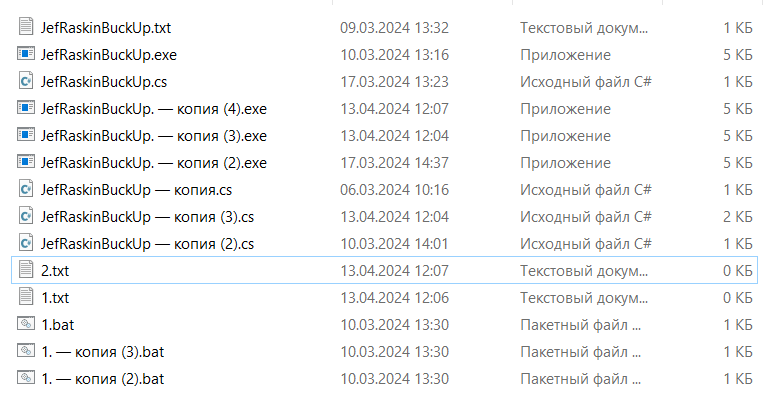 JefRaskinBuckUp.txt 09.03.2024 13:32 Текстовый докум... 1 КБ
JefRaskinBuckUp.exe 10.03.2024 13:16 Приложение 5 КБ
JefRaskinBuckUp.cs 17.03.2024 13:23 Исходный файл C# 1 КБ
JefRaskinBuckUp. — копия (4).exe 13.04.2024 12:07 Приложение 5 КБ
JefRaskinBuckUp. — копия (3).exe 13.04.2024 12:04 Приложение 5 КБ
JefRaskinBuckUp. — копия (2).exe 17.03.2024 14:37 Приложение 5 КБ
JefRaskinBuckUp — копия.cs 06.03.2024 10:16 Исходный файл C# 1 КБ
JefRaskinBuckUp — копия (3).cs 13.04.2024 12:04 Исходный файл C# 2 КБ
JefRaskinBuckUp — копия (2).cs 10.03.2024 14:01 Исходный файл C# 1 КБ
2.txt 13.04.2024 12:07 Текстовый докум... 0 КБ
1.txt 13.04.2024 12:06 Текстовый докум... 0 КБ
1.bat 10.03.2024 13:30 Пакетный файл ... 1 КБ
1. — копия (3).bat 10.03.2024 13:30 Пакетный файл ... 1 КБ
1. — копия (2).bat 10.03.2024 13:30 Пакетный файл ... 1 КБ